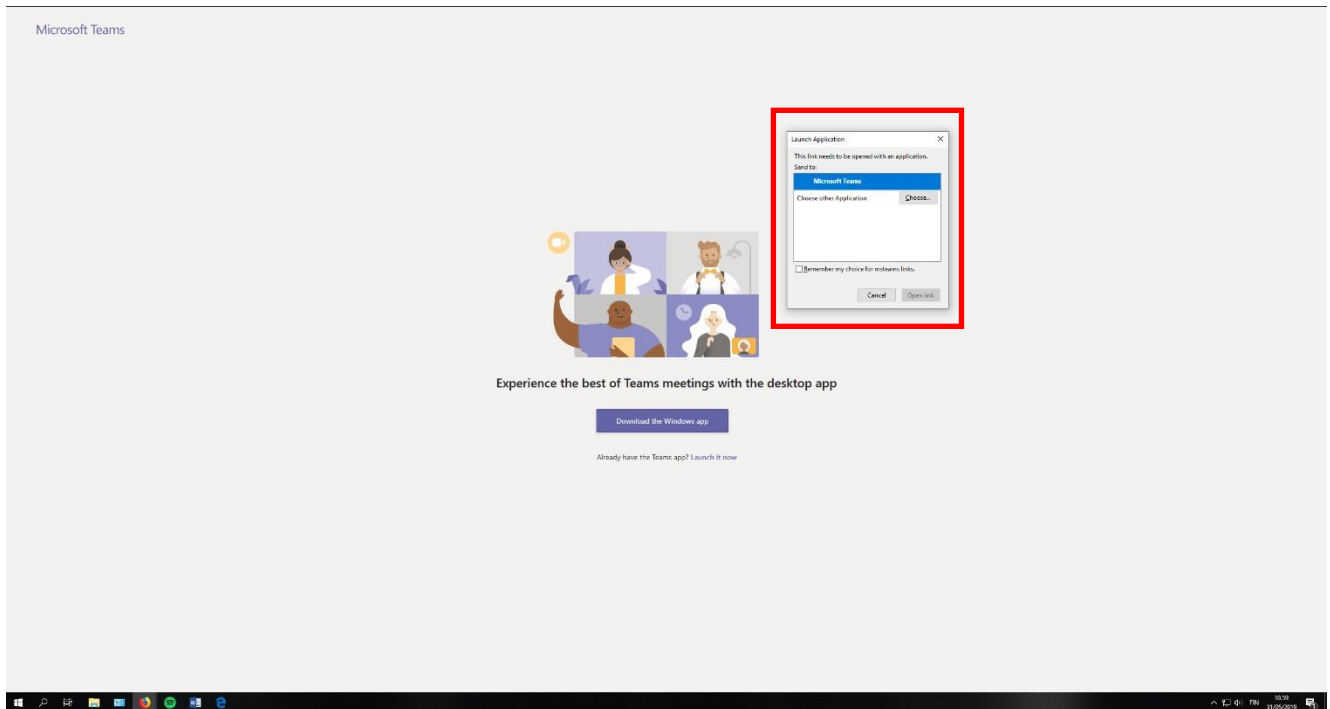 Microsoft Teams
Launch Application
This link needs to be opened with an application.
Send to:
Microsoft Teams
Choose other Application
Choose...
Remember my choice for msteams links.
Cancel
Open link
Experience the best of Teams meetings with the desktop app
Download the Windows app
Already have the Teams app? Launch it now
FIN
10.59
31/05/2019